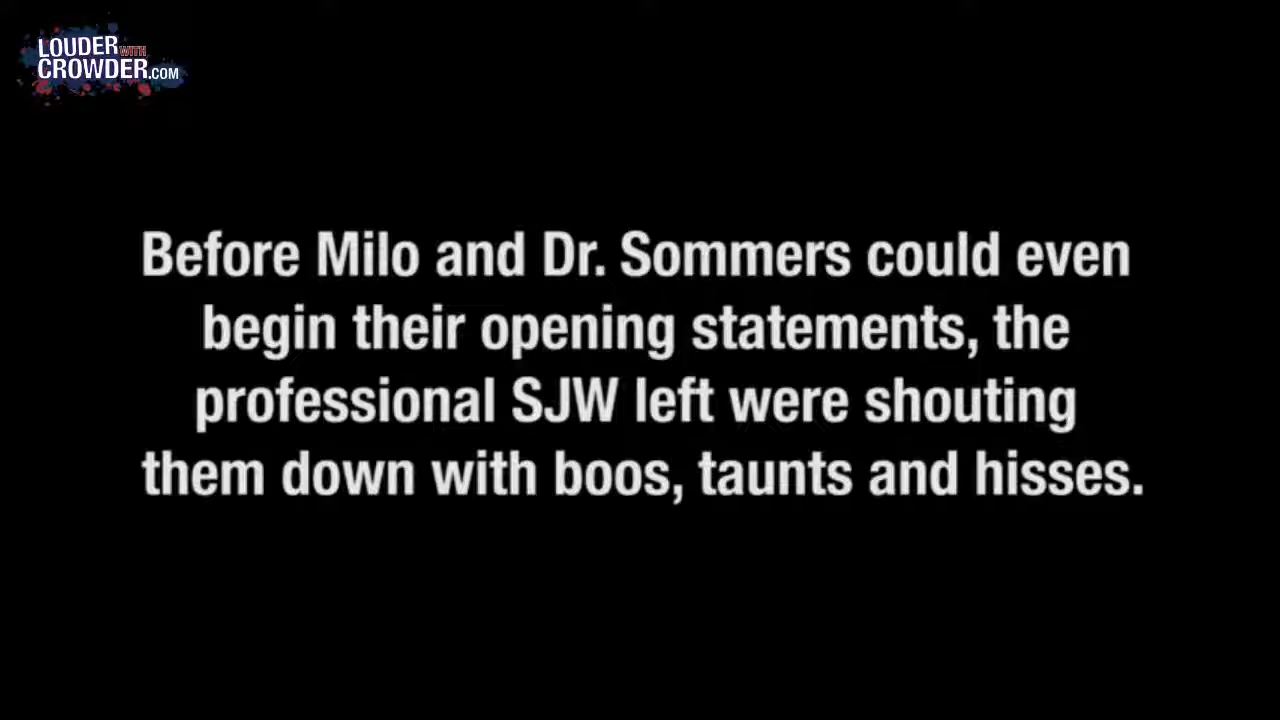 LOUDER WITH
CROWDER.COM
Before Milo and Dr. Sommers could even
begin their opening statements, the
professional SJW left were shouting
them down with boos, taunts and hisses.